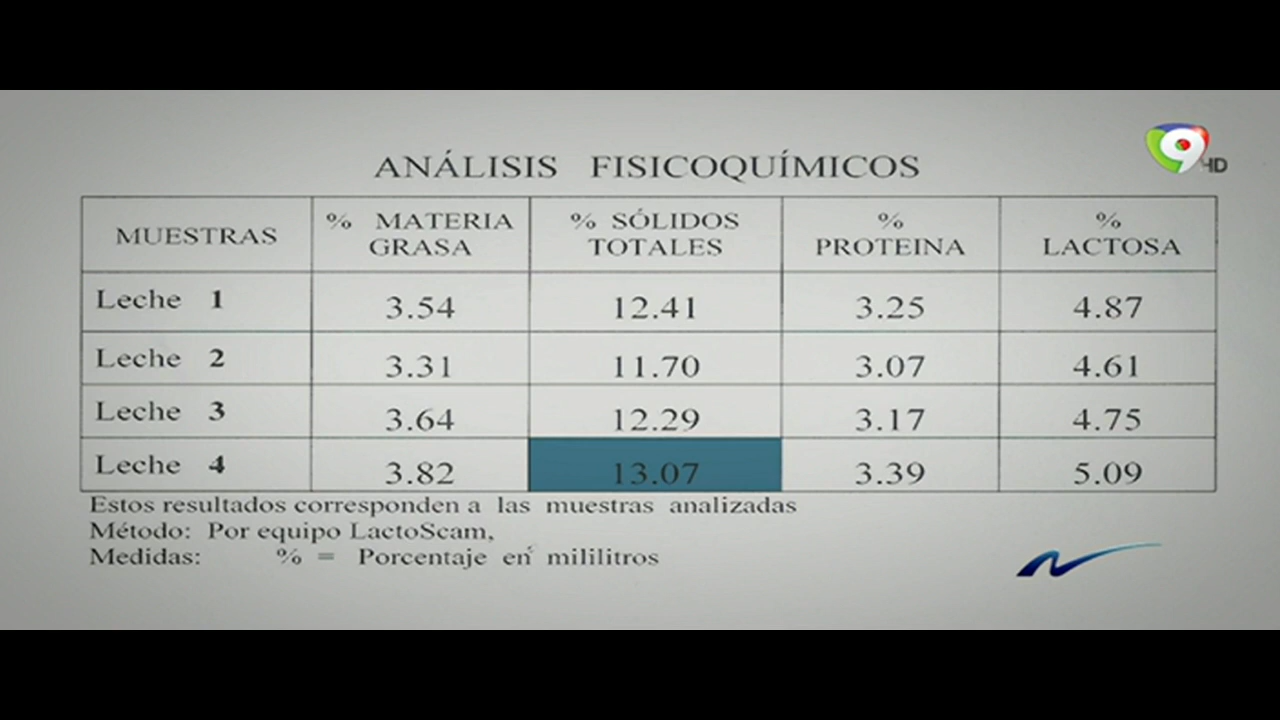 9
HD
ANÁLISIS FISICOQUÍMICOS
MUESTRAS % MATERIA GRASA % SÓLIDOS TOTALES % PROTEINA % LACTOSA
Leche 1 3.54 12.41 3.25 4.87
Leche 2 3.31 11.70 3.07 4.61
Leche 3 3.64 12.29 3.17 4.75
Leche 4 3.82 13.07 3.39 5.09
Estos resultados corresponden a las muestras analizadas
Método: Por equipo LactoScam,
Medidas: % = Porcentaje en mililitros
N